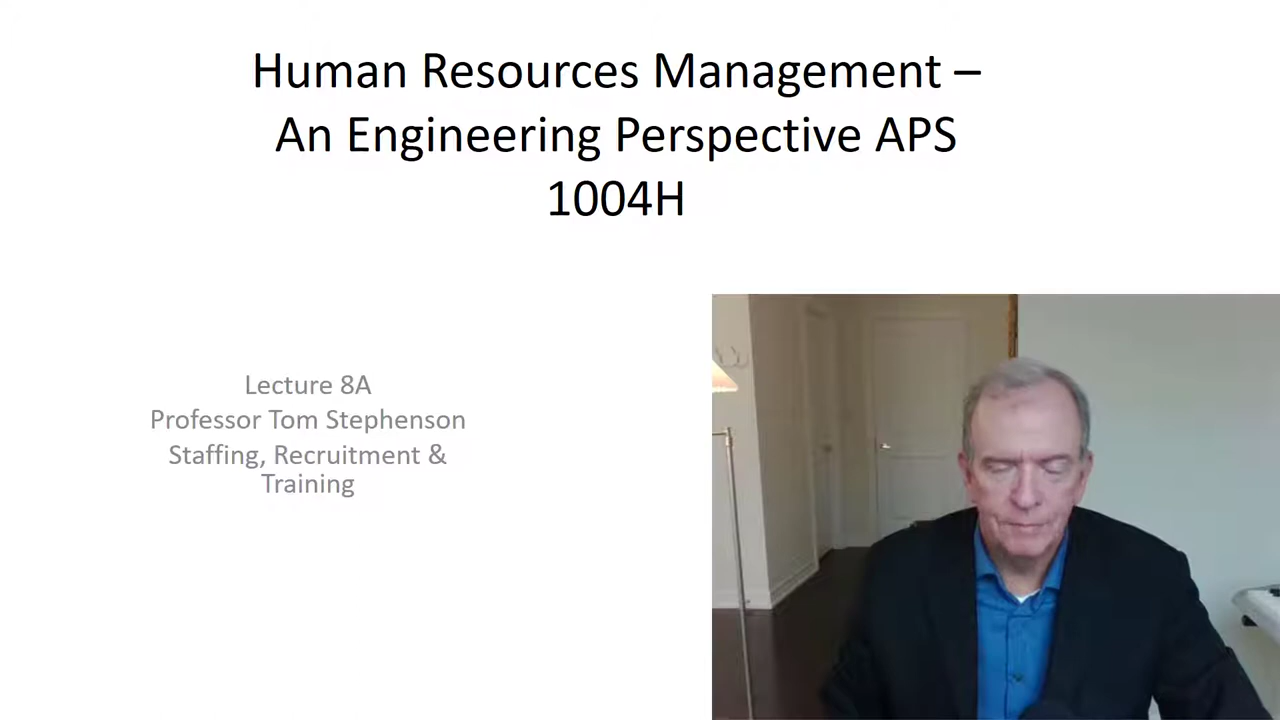 Human Resources Management –
An Engineering Perspective APS
1004H
Lecture 8A
Professor Tom Stephenson
Staffing, Recruitment &
Training